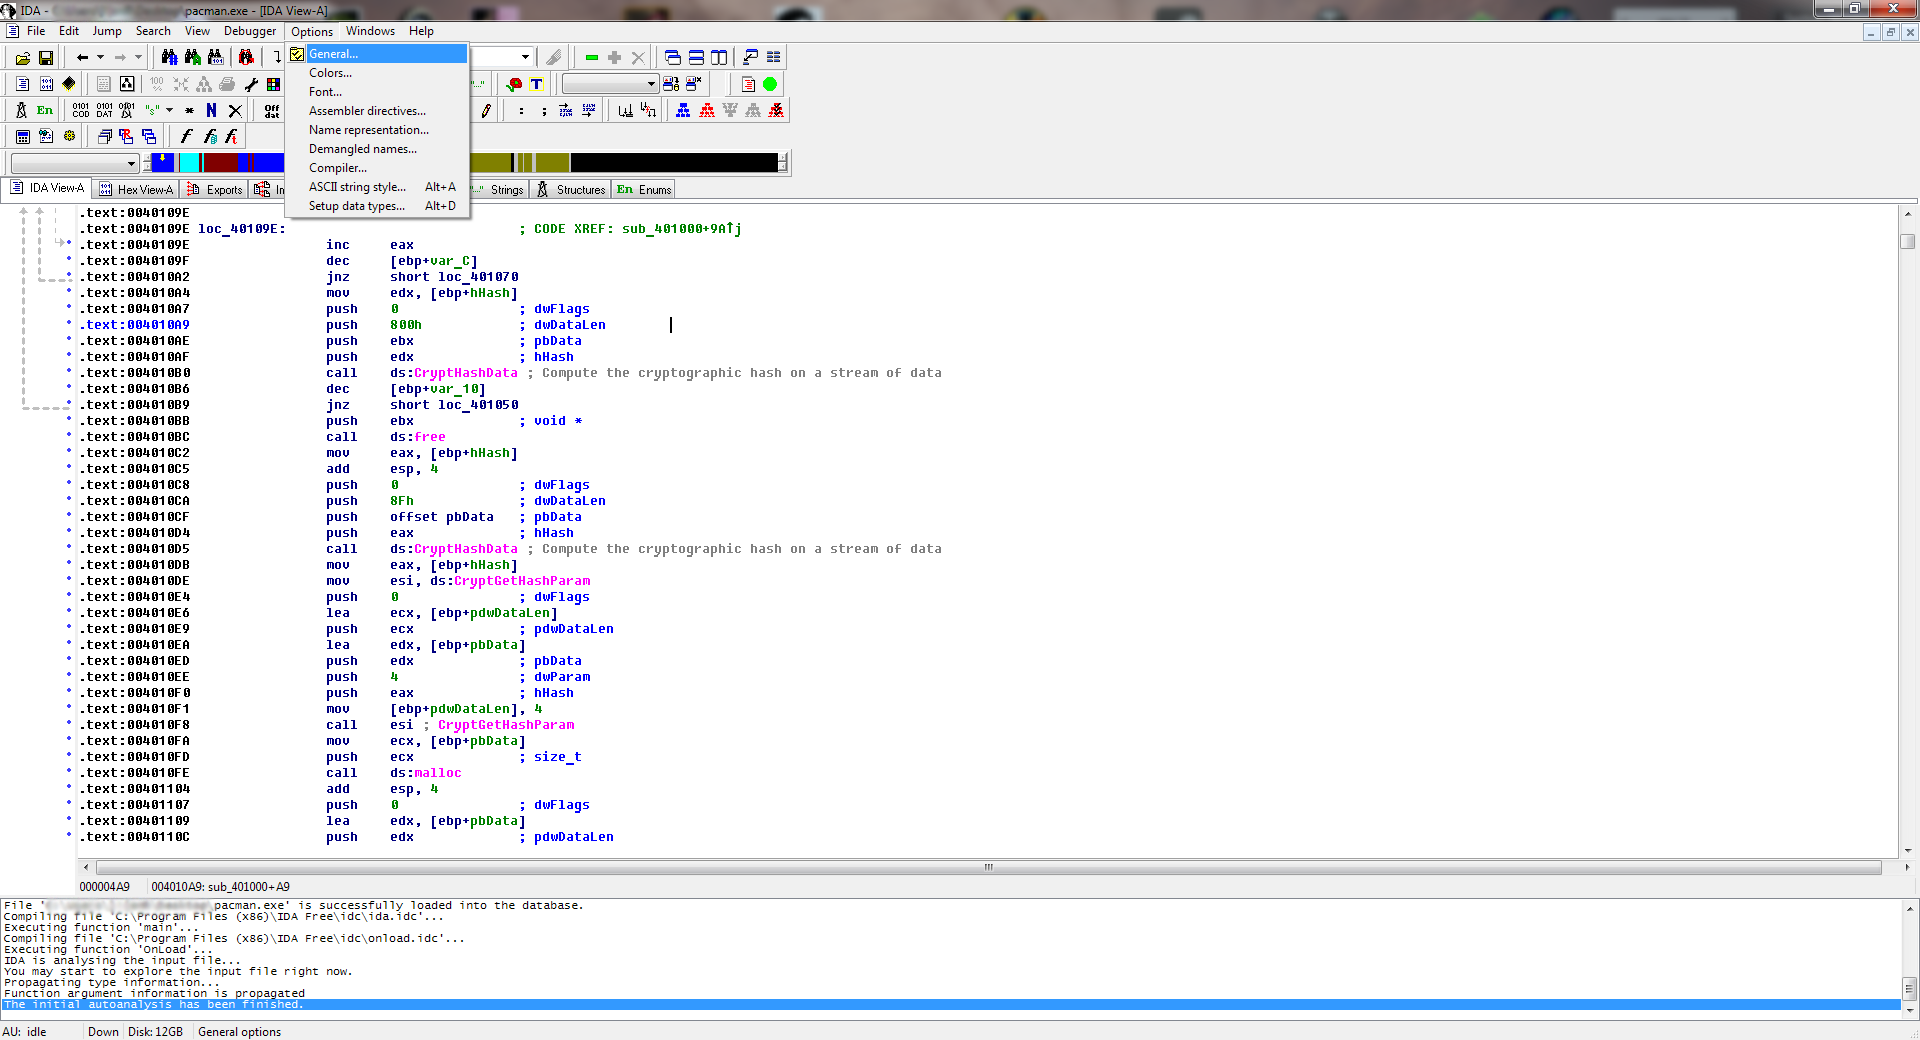 IDA - pacman.exe - [IDA View-A]
File Edit Jump Search View Debugger Options Windows Help
General...
Colors...
Font...
Assembler directives...
Name representation...
Demangled names...
Compiler...
ASCII string style... Alt+A
Setup data types... Alt+D
IDA View-A Hex View-A Exports Strings Structures En Enums
.text:0040109E
.text:0040109E loc_40109E: ; CODE XREF: sub_401000+9A↑j
.text:0040109E inc eax
.text:0040109F dec [ebp+var_C]
.text:004010A2 jnz short loc_401070
.text:004010A4 mov edx, [ebp+hHash]
.text:004010A7 push 0 ; dwFlags
.text:004010A9 push 800h ; dwDataLen
.text:004010AE push ebx ; pbData
.text:004010AF push edx ; hHash
.text:004010B0 call ds:CryptHashData ; Compute the cryptographic hash on a stream of data
.text:004010B6 dec [ebp+var_10]
.text:004010B9 jnz short loc_401050
.text:004010BB push ebx ; void *
.text:004010BC call ds:free
.text:004010C2 mov eax, [ebp+hHash]
.text:004010C5 add esp, 4
.text:004010C8 push 0 ; dwFlags
.text:004010CA push 8Fh ; dwDataLen
.text:004010CF push offset pbData ; pbData
.text:004010D4 push eax ; hHash
.text:004010D5 call ds:CryptHashData ; Compute the cryptographic hash on a stream of data
.text:004010DB mov eax, [ebp+hHash]
.text:004010DE mov esi, ds:CryptGetHashParam
.text:004010E4 push 0 ; dwFlags
.text:004010E6 lea ecx, [ebp+pdwDataLen]
.text:004010E9 push ecx ; pdwDataLen
.text:004010EA lea edx, [ebp+pbData]
.text:004010ED push edx ; pbData
.text:004010EE push 4 ; dwParam
.text:004010F0 push eax ; hHash
.text:004010F1 mov [ebp+pdwDataLen], 4
.text:004010F8 call esi ; CryptGetHashParam
.text:004010FA mov ecx, [ebp+pbData]
.text:004010FD push ecx ; size_t
.text:004010FE call ds:malloc
.text:00401104 add esp, 4
.text:00401107 push 0 ; dwFlags
.text:00401109 lea edx, [ebp+pbData]
.text:0040110C push edx ; pdwDataLen
000004A9 004010A9: sub_401000+A9
File 'pacman.exe' is successfully loaded into the database.
Compiling file 'C:\Program Files (x86)\IDA Free\idc\ida.idc'...
Executing function 'main'...
Compiling file 'C:\Program Files (x86)\IDA Free\idc\onload.idc'...
Executing function 'OnLoad'...
IDA is analysing the input file...
You may start to explore the input file right now.
Propagating type information...
Function argument information is propagated
The initial autoanalysis has been finished.
AU: idle Down Disk: 12GB General options